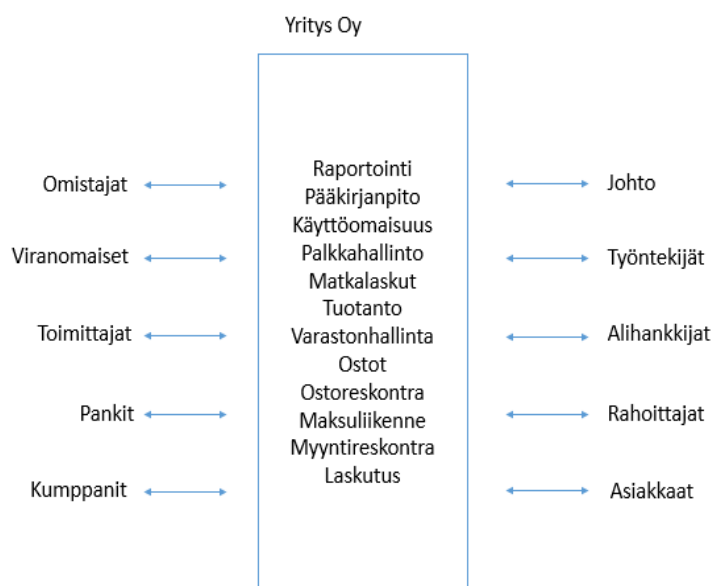 Yritys Oy
Omistajat
Viranomaiset
Toimittajat
Pankit
Kumppanit
Raportointi
Pääkirjanpito
Käyttöomaisuus
Palkkahallinto
Matkalaskut
Tuotanto
Varastonhallinta
Ostot
Ostoreskontra
Maksuliikenne
Myyntireskontra
Laskutus
Johto
Työntekijät
Alihankkijat
Rahoittajat
Asiakkaat